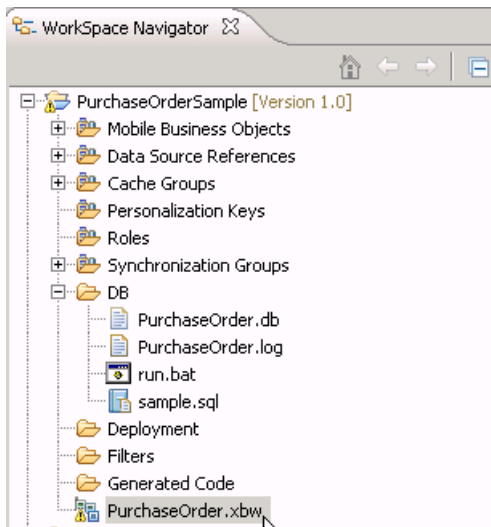 WorkSpace Navigator
PurchaseOrderSample [Version 1.0]
Mobile Business Objects
Data Source References
Cache Groups
Personalization Keys
Roles
Synchronization Groups
DB
PurchaseOrder.db
PurchaseOrder.log
run.bat
sample.sql
Deployment
Filters
Generated Code
PurchaseOrder.xbw